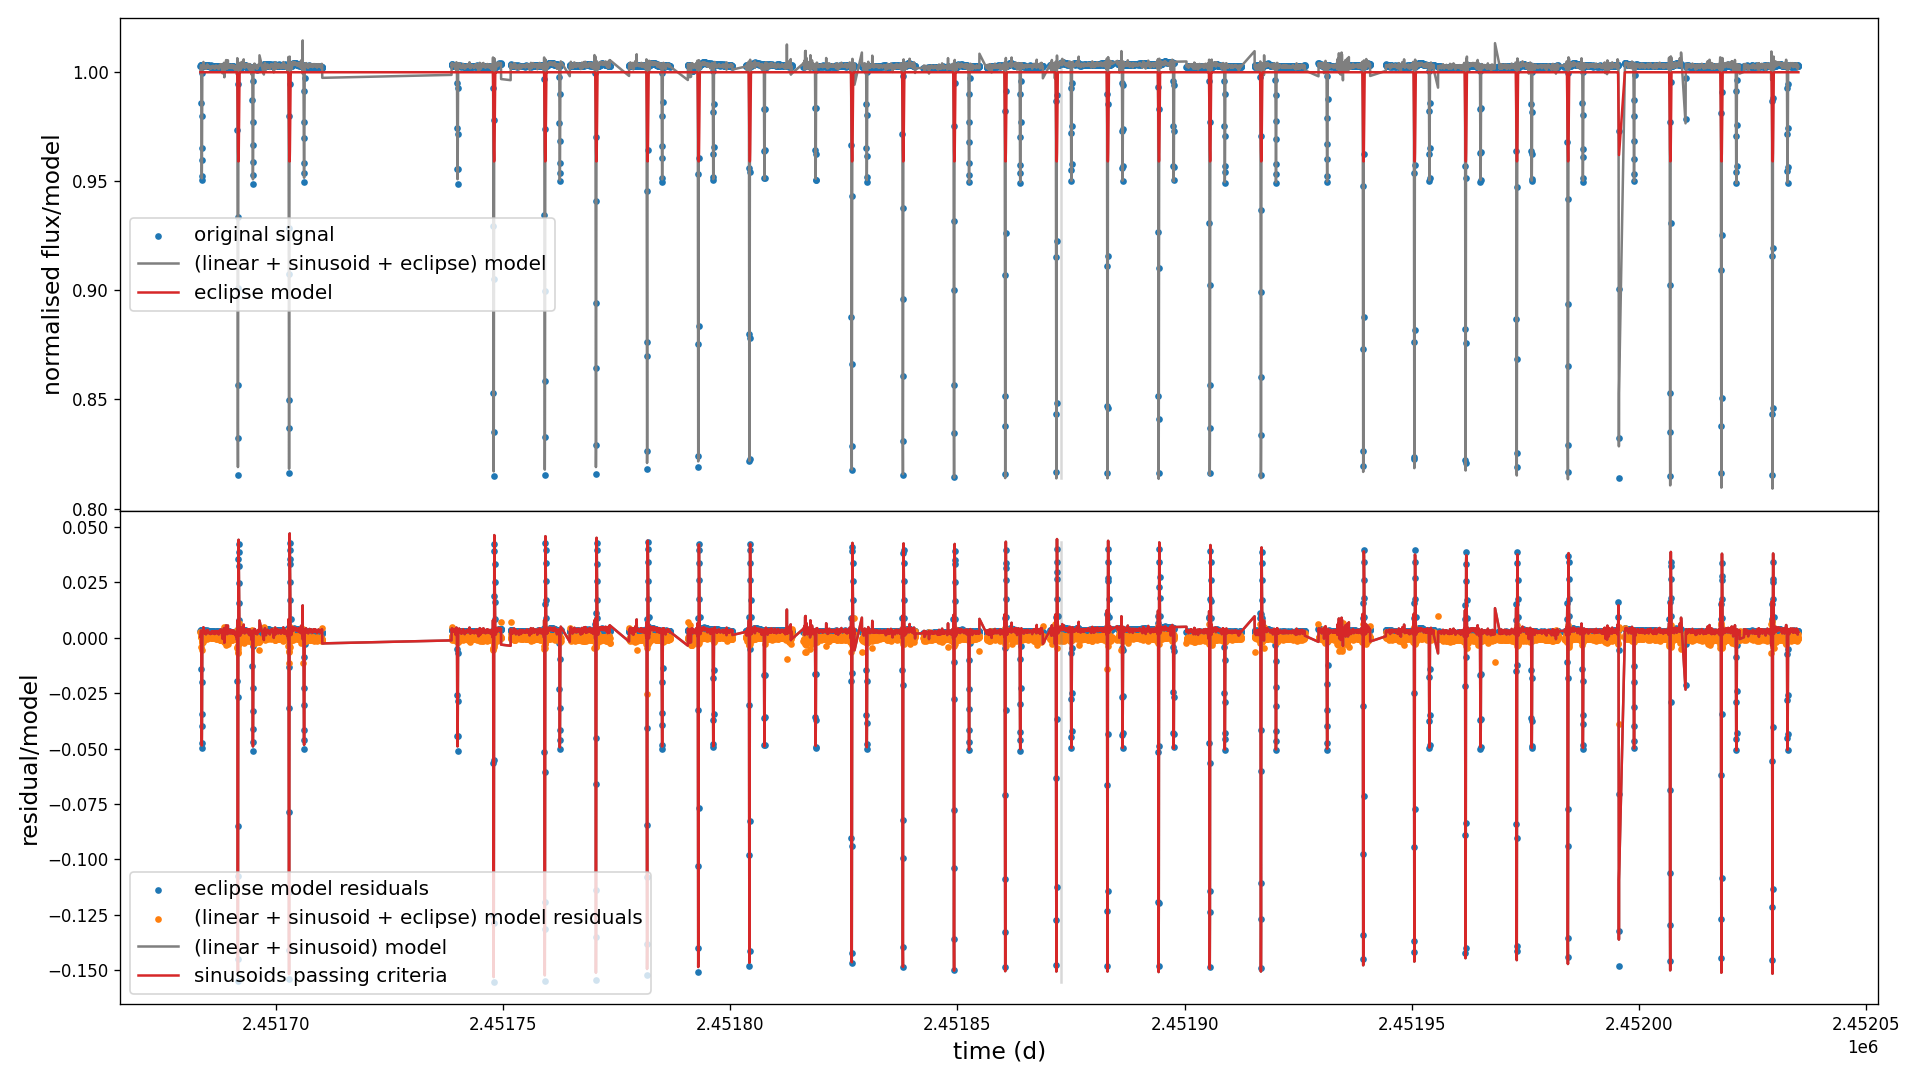 normalised flux/model
1.00
0.95
0.90
0.85
0.80
original signal
(linear + sinusoid + eclipse) model
eclipse model
residual/model
0.050
0.025
0.000
−0.025
−0.050
−0.075
−0.100
−0.125
−0.150
eclipse model residuals
(linear + sinusoid + eclipse) model residuals
(linear + sinusoid) model
sinusoids passing criteria
2.45170
2.45175
2.45180
2.45185
2.45190
2.45195
2.45200
2.45205
1e6
time (d)